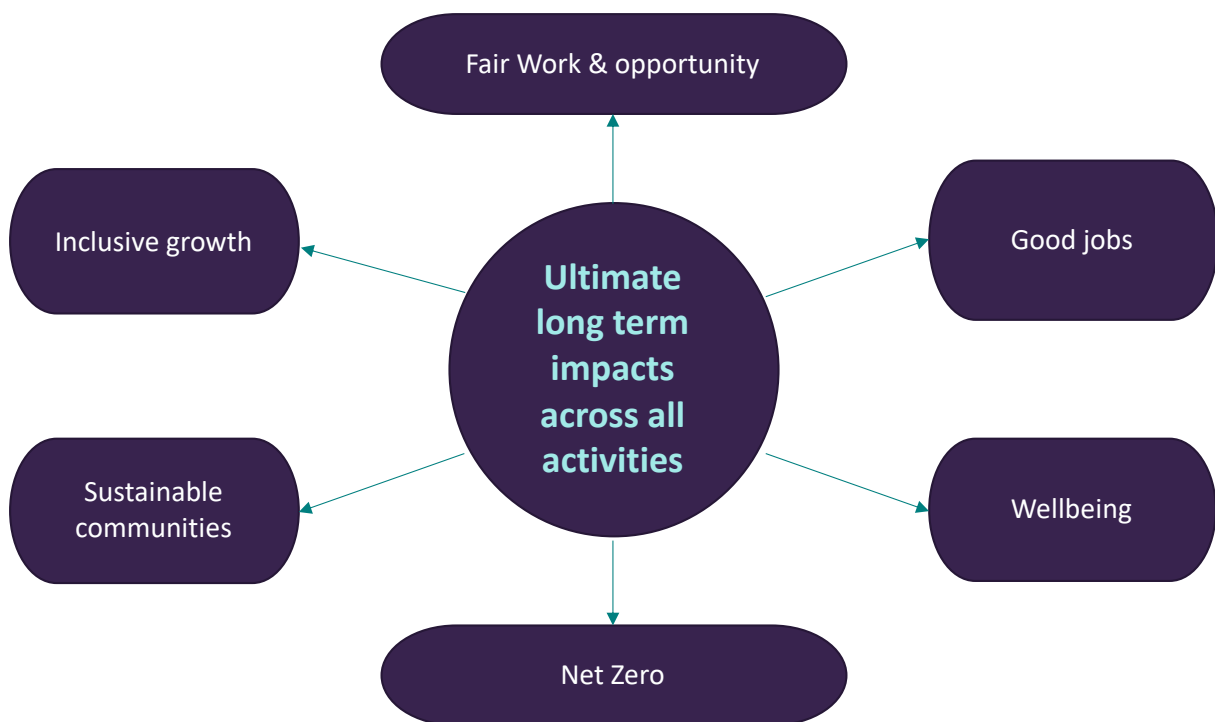 Fair Work & opportunity
Inclusive growth
Good jobs
Ultimate
long term
impacts
across all
activities
Sustainable
communities
Wellbeing
Net Zero